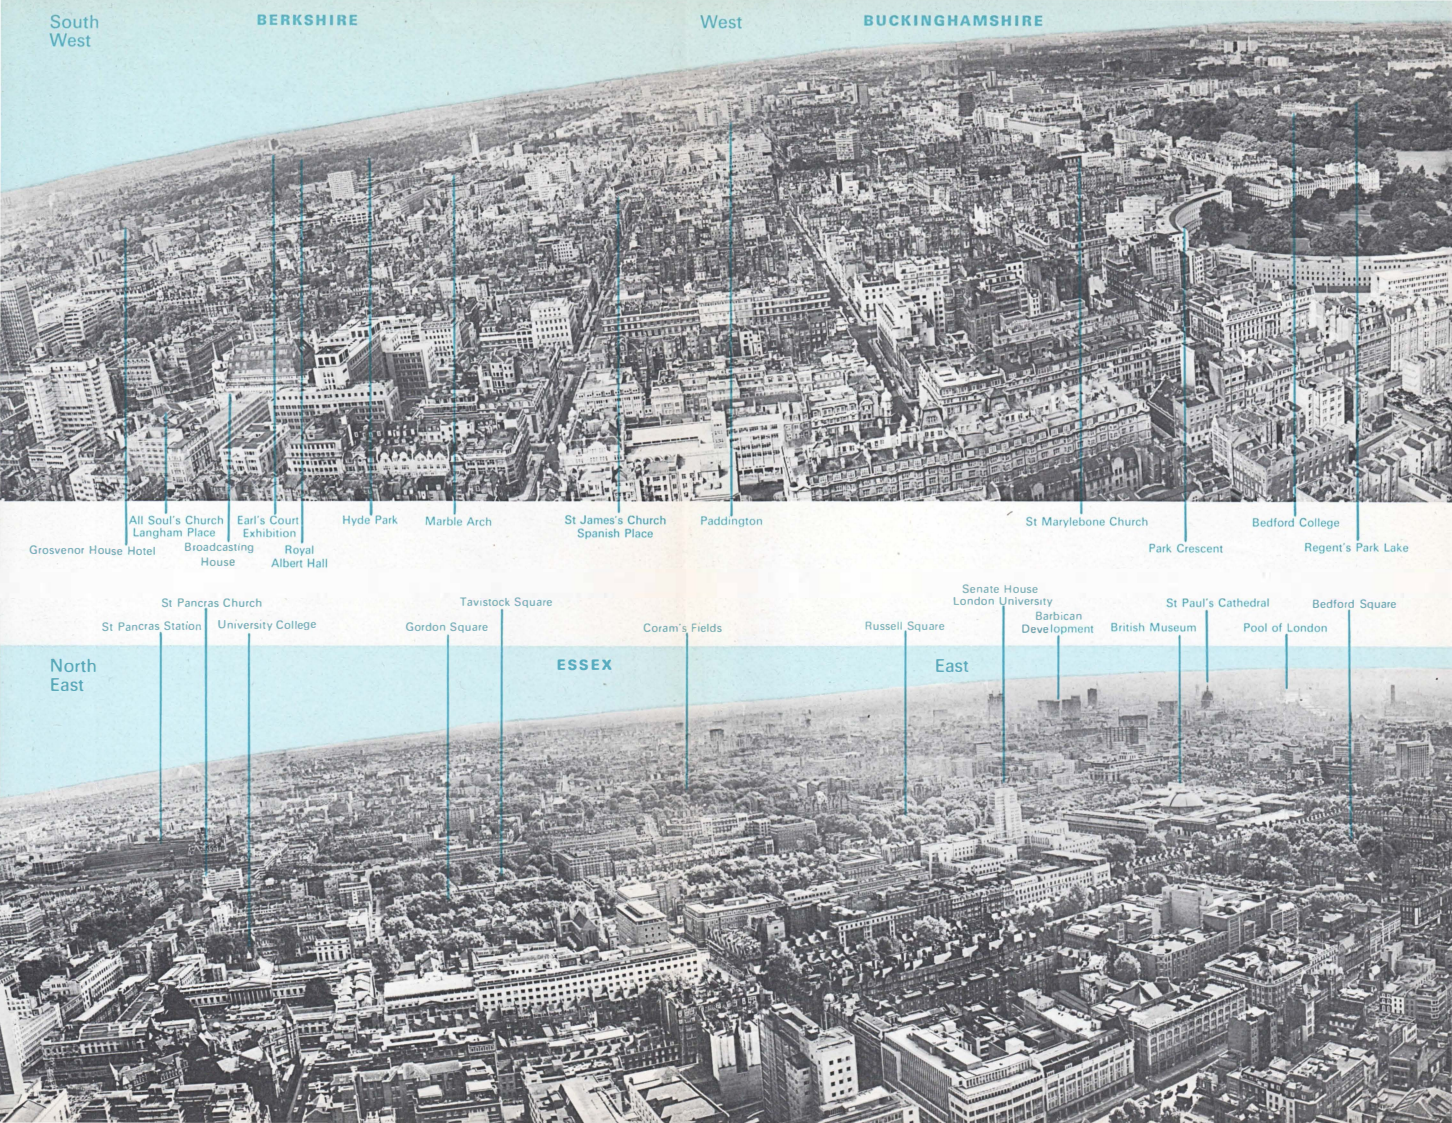 South
West
BERKSHIRE
West
BUCKINGHAMSHIRE
All Soul's Church
Langham Place
Earl's Court
Exhibition
Hyde Park
Marble Arch
St James's Church
Spanish Place
Paddington
St Marylebone Church
Bedford College
Grosvenor House Hotel
Broadcasting
House
Royal
Albert Hall
Park Crescent
Regent's Park Lake
St Pancras Church
Tavistock Square
Senate House
London University
St Paul's Cathedral
Bedford Square
St Pancras Station
University College
Gordon Square
Coram's Fields
Russell Square
Barbican
Development
British Museum
Pool of London
North
East
ESSEX
East